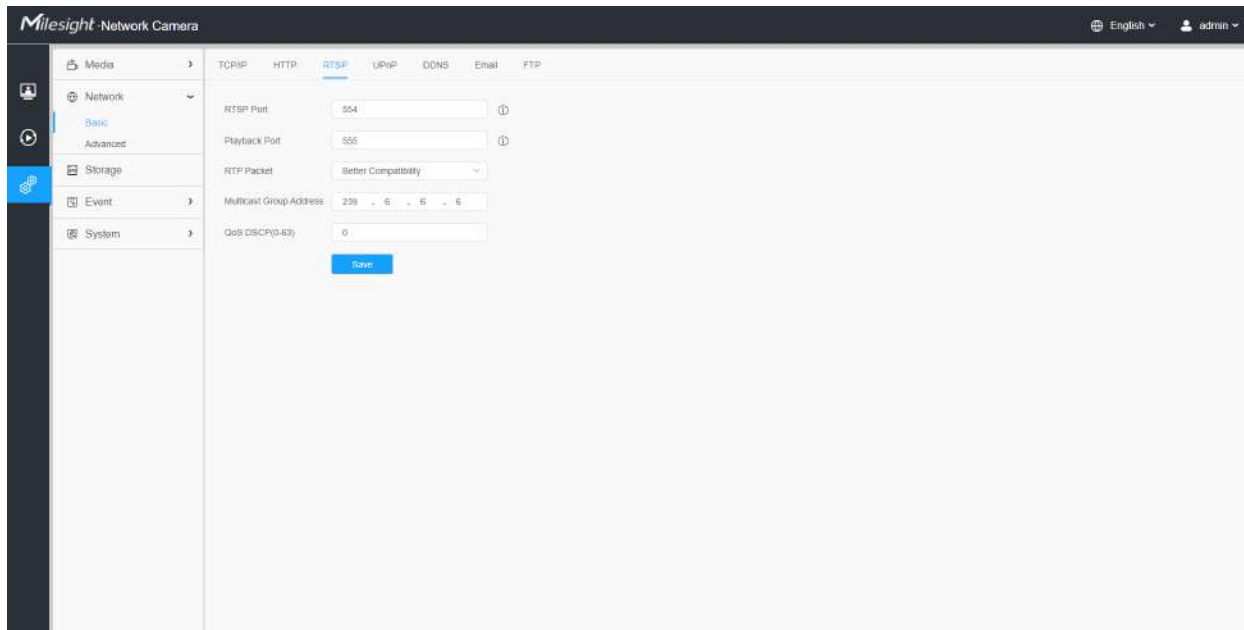 Milesight·Network Camera
English
admin
Media
Network
Basic
Advanced
Storage
Event
System
TCP/IP HTTP RTSP UPnP DDNS Email FTP
RTSP Port 554
Playback Port 555
RTP Packet Better Compatibility
Multicast Group Address 239 . 6 . 6 . 6
QoS DSCP(0-63) 0
Save